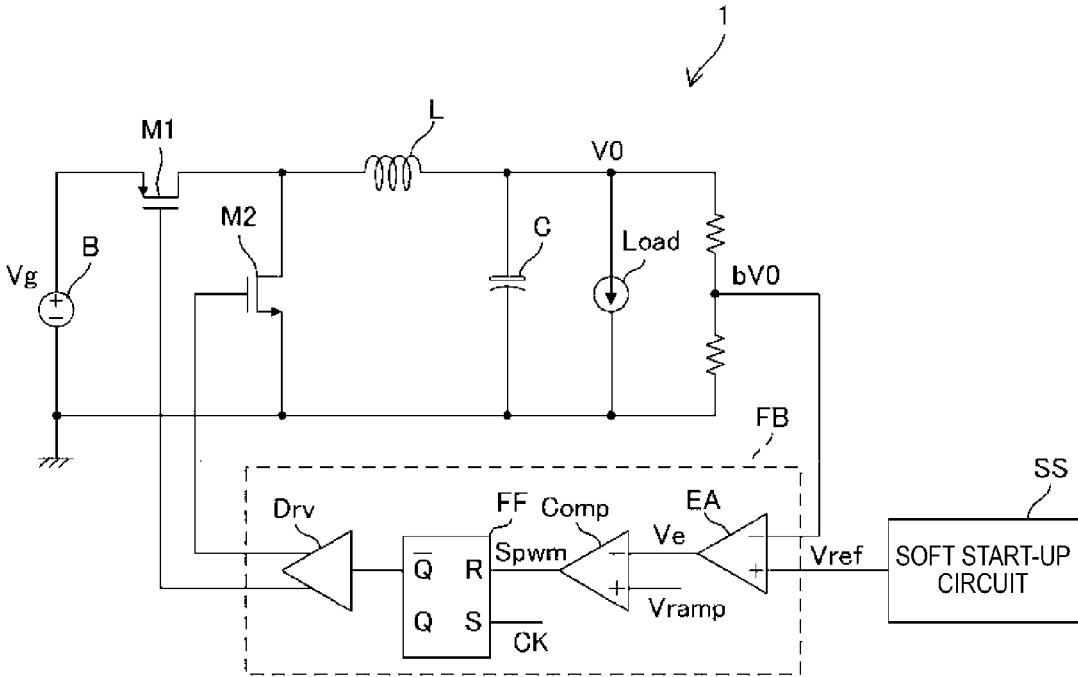 1
L
M1
V0
M2
C
Load
B
Vg
bV0
+
−
FB
SS
Drv
FF
Comp
EA
Spwm
Ve
Q̅
R
−
+
−
+
Vref
SOFT START-UP
CIRCUIT
Vramp
Q
S
CK